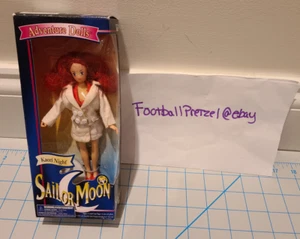 Adventure Dolls
FootballPretzel@ebay
Kaori Night
SAILOR MOON